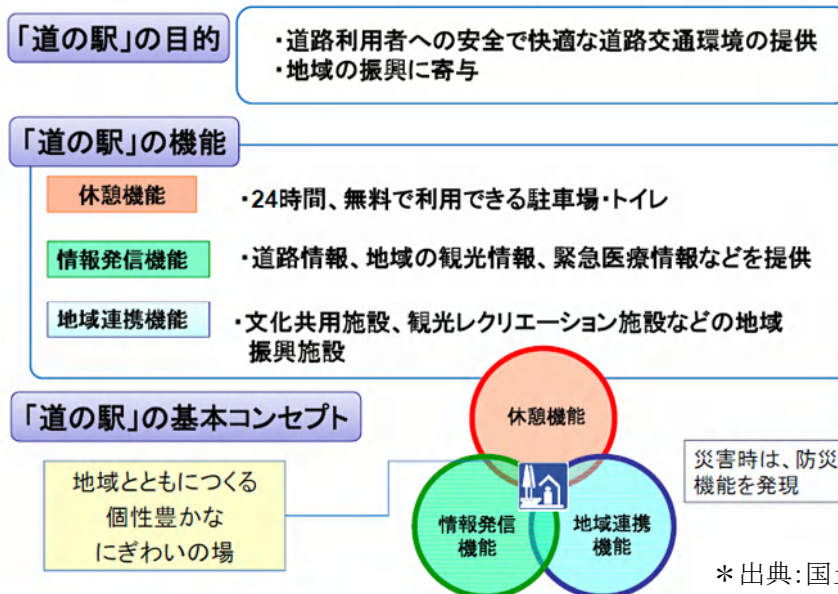 「道の駅」の目的
・道路利用者への安全で快適な道路交通環境の提供
・地域の振興に寄与
「道の駅」の機能
休憩機能
・24時間、無料で利用できる駐車場・トイレ
情報発信機能
・道路情報、地域の観光情報、緊急医療情報などを提供
地域連携機能
・文化共用施設、観光レクリエーション施設などの地域
振興施設
「道の駅」の基本コンセプト
地域とともにつくる
個性豊かな
にぎわいの場
休憩機能
情報発信
機能
地域連携
機能
災害時は、防災
機能を発現
＊出典:国